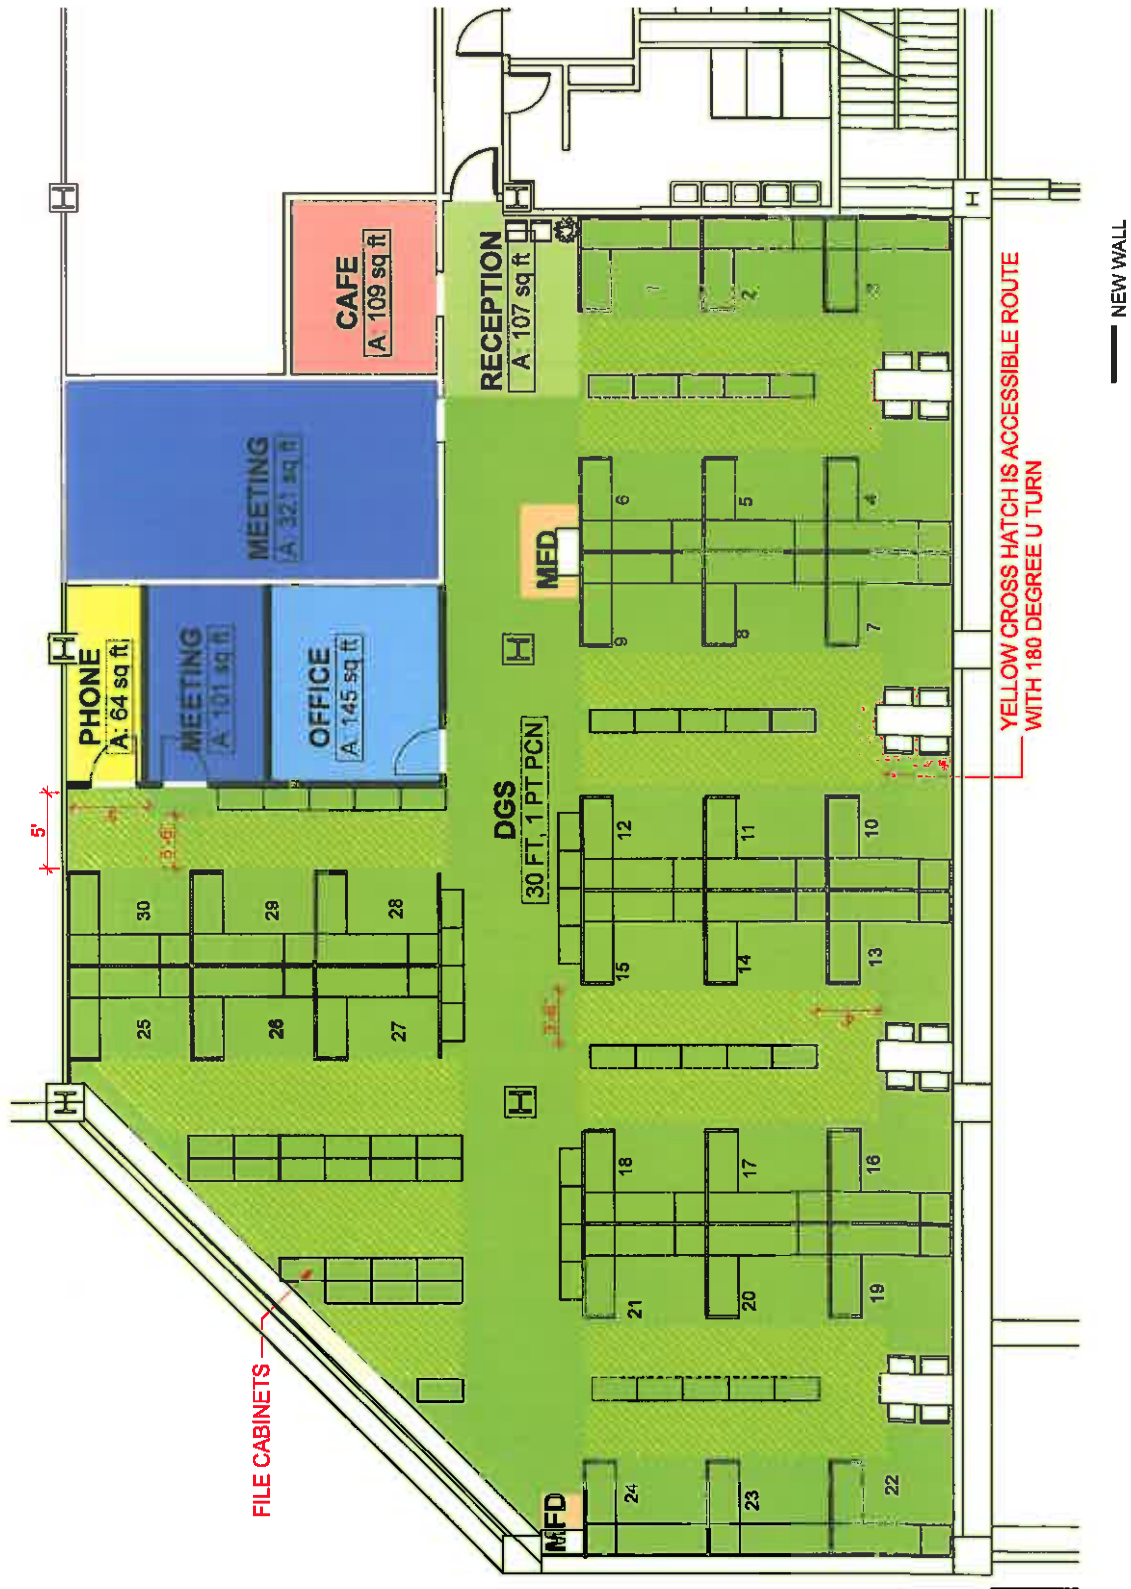 FILE CABINETS
5'
PHONE
A: 64 sq ft
MEETING
A: 101 sq ft
OFFICE
A: 145 sq ft
MEETING
A: 321 sq ft
CAFE
A: 109 sq ft
RECEPTION
A: 107 sq ft
25
30
26
29
27
28
MFD
DGS
30 FT, 1 PT PCN
MFD
24
21
18
15
12
9
6
1
23
20
17
14
11
8
5
2
22
19
16
13
10
7
4
3
3'-6"
3'-6"
YELLOW CROSS HATCH IS ACCESSIBLE ROUTE
WITH 180 DEGREE U TURN
NEW WALL